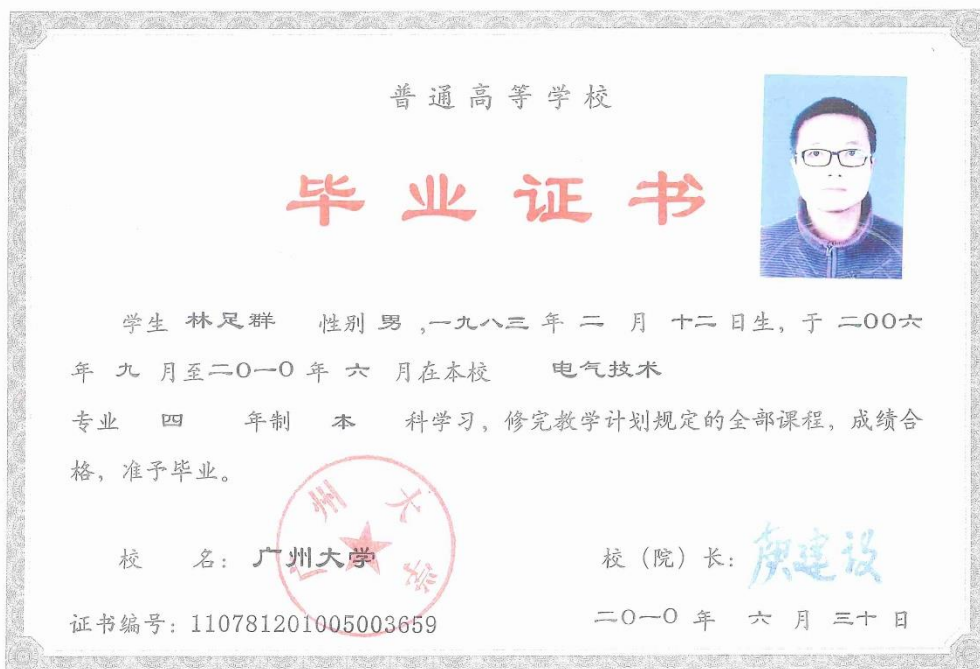 普通高等学校
毕业证书
学生 林足群 性别 男 ,一九八三 年 二 月 十二 日生, 于 二OO六
年 九 月至二O一O 年 六 月在本校 电气技术
专业 四 年制 本 科学习, 修完教学计划规定的全部课程, 成绩合
格, 准予毕业。
广州大学
校 名: 广州大学 校 (院) 长: 庾建设
证书编号: 110781201005003659 二O一O 年 六 月 三十 日